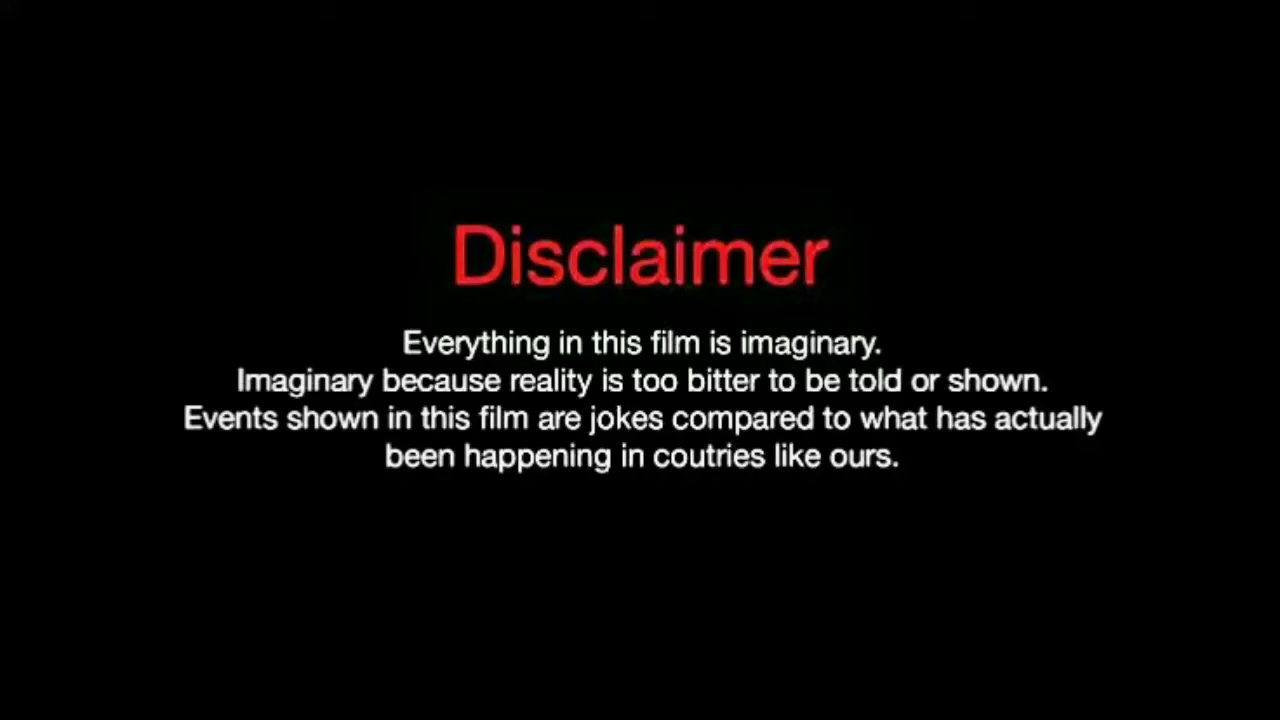 Disclaimer
Everything in this film is imaginary.
Imaginary because reality is too bitter to be told or shown.
Events shown in this film are jokes compared to what has actually
been happening in coutries like ours.